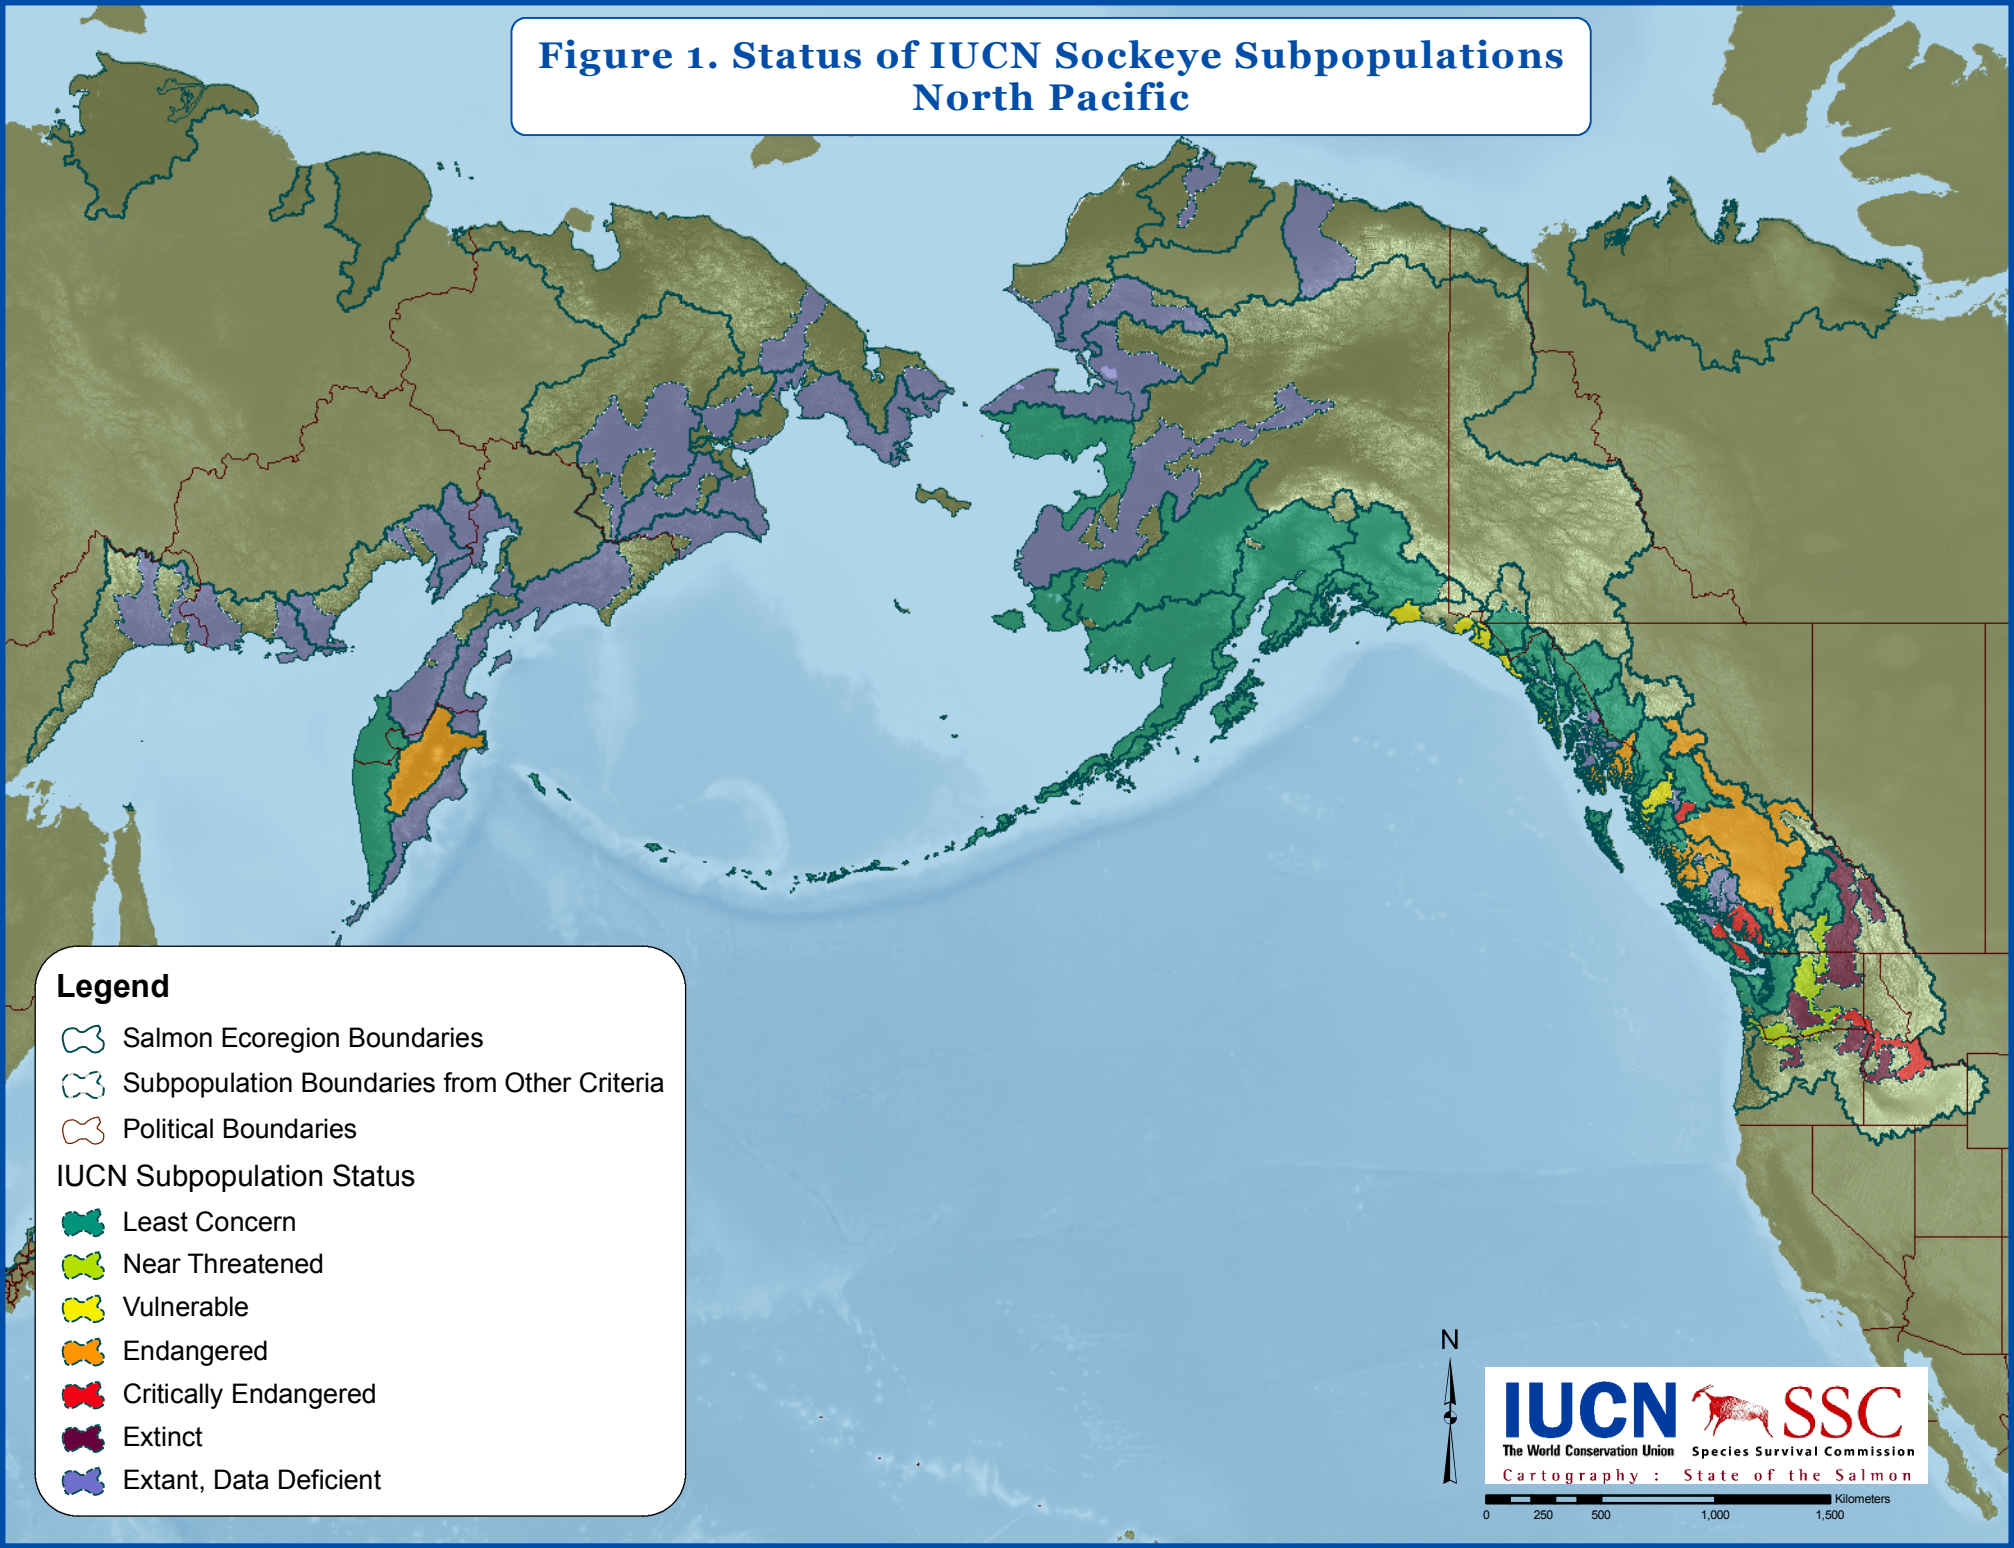 Figure 1. Status of IUCN Sockeye Subpopulations
North Pacific
Legend
Salmon Ecoregion Boundaries
Subpopulation Boundaries from Other Criteria
Political Boundaries
IUCN Subpopulation Status
Least Concern
Near Threatened
Vulnerable
Endangered
Critically Endangered
Extinct
Extant, Data Deficient
N
IUCN SSC
The World Conservation Union Species Survival Commission
Cartography : State of the Salmon
Kilometers
0 250 500 1,000 1,500